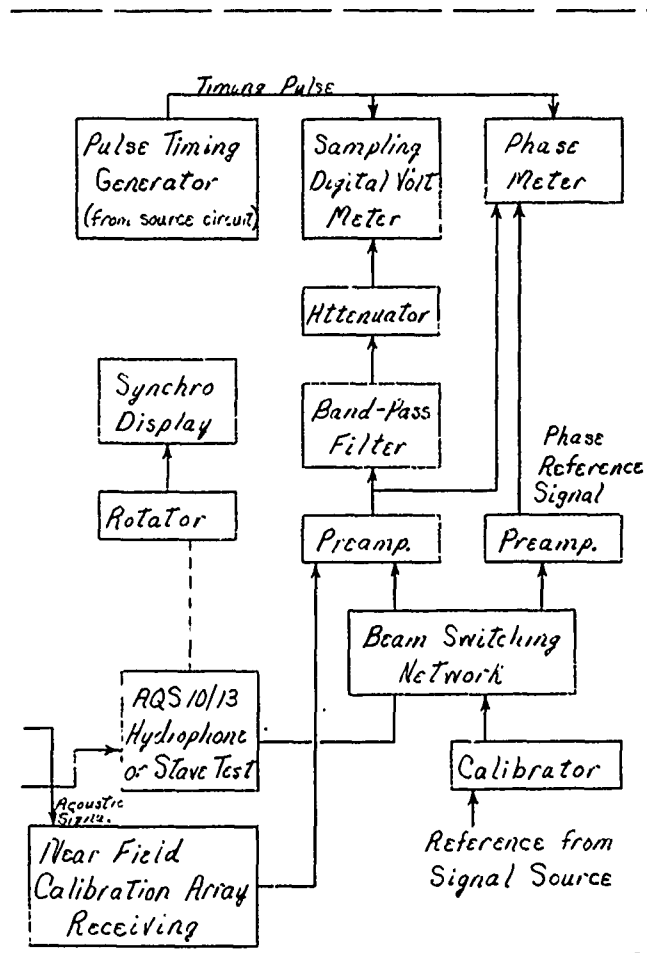 Timing Pulse
Pulse Timing
Generator
(from source circuit)
Sampling
Digital Volt
Meter
Phase
Meter
Attenuator
Synchro
Display
Band-Pass
Filter
Phase
Reference
Signal
Rotator
Preamp.
Preamp.
Beam Switching
Network
AQS 10/13
Hydrophone
or Stave Test
Calibrator
Acoustic
Near Field
Calibration Array
Receiving
Reference from
Signal Source